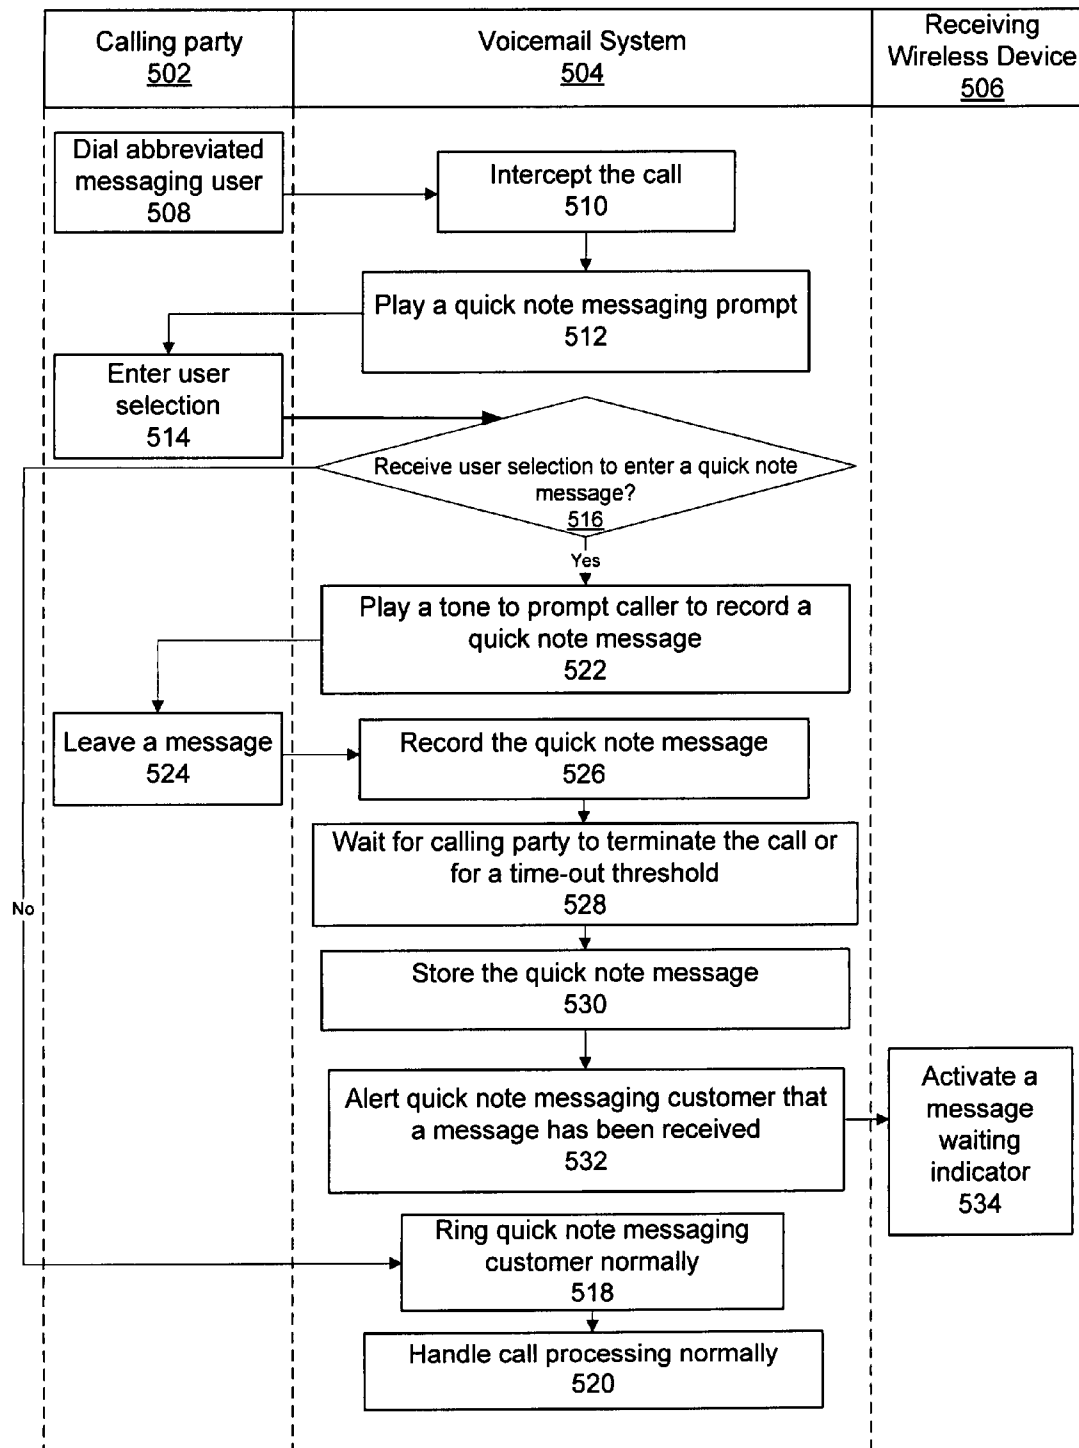 Calling party
502
Voicemail System
504
Receiving
Wireless Device
506
Dial abbreviated
messaging user
508
Intercept the call
510
Play a quick note messaging prompt
512
Enter user
selection
514
Receive user selection to enter a quick note
message?
516
Yes
Play a tone to prompt caller to record a
quick note message
522
Leave a message
524
Record the quick note message
526
Wait for calling party to terminate the call or
for a time-out threshold
528
No
Store the quick note message
530
Alert quick note messaging customer that
a message has been received
532
Activate a
message
waiting
indicator
534
Ring quick note messaging
customer normally
518
Handle call processing normally
520